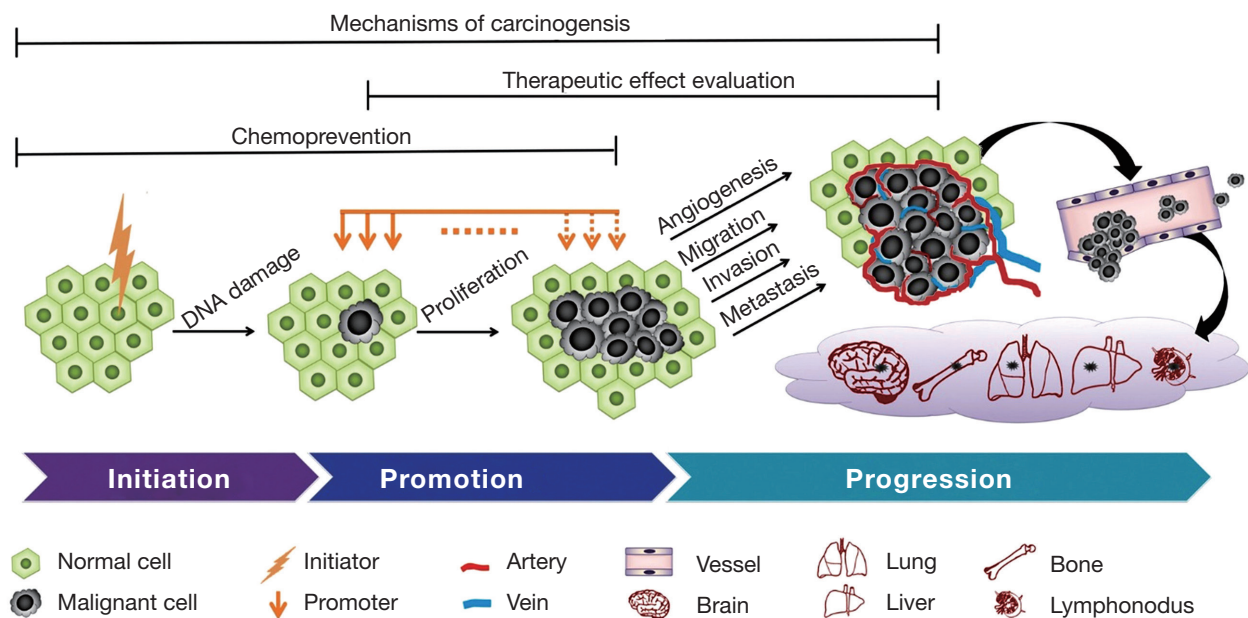 Mechanisms of carcinogensis
Therapeutic effect evaluation
Chemoprevention
DNA damage
Proliferation
Angiogenesis
Migration
Invasion
Metastasis
Initiation
Promotion
Progression
Normal cell
Initiator
Artery
Vessel
Lung
Bone
Malignant cell
Promoter
Vein
Brain
Liver
Lymphonodus